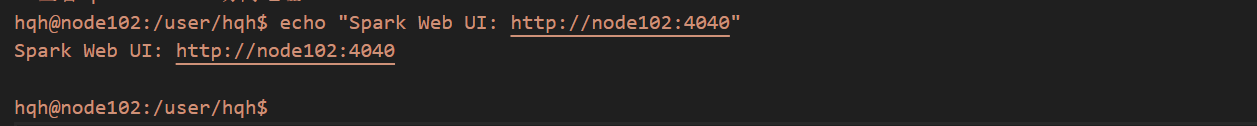 hqh@node102:/user/hqh$ echo "Spark Web UI: http://node102:4040"
Spark Web UI: http://node102:4040
hqh@node102:/user/hqh$